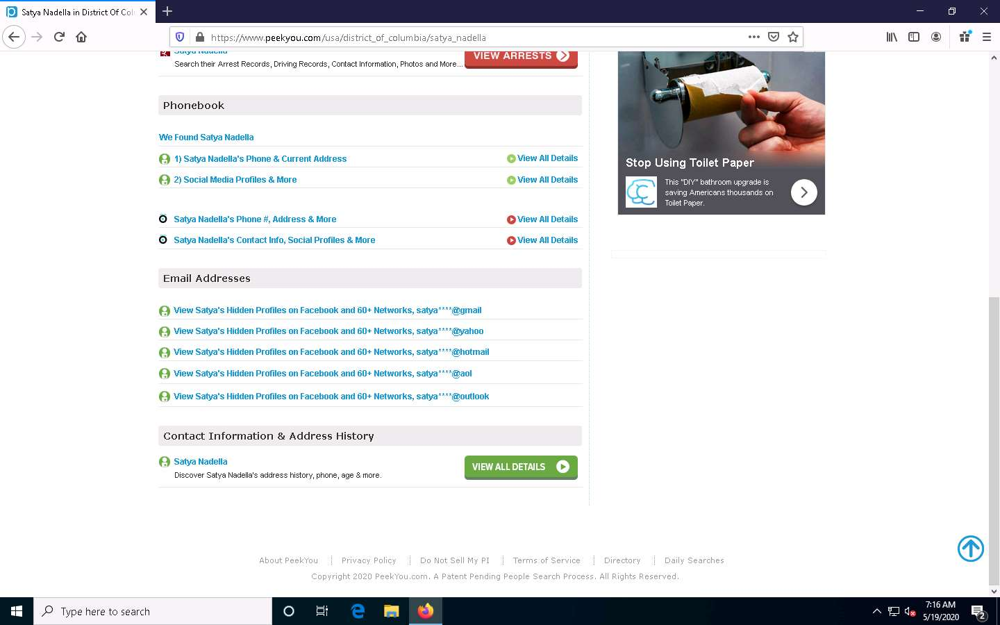 Satya Nadella in District Of Col
https://www.peekyou.com/usa/district_of_columbia/satya_nadella
Satya Nadella
Search their Arrest Records, Driving Records, Contact Information, Photos and More...
VIEW ARRESTS
Phonebook
We Found Satya Nadella
1) Satya Nadella's Phone & Current Address
View All Details
2) Social Media Profiles & More
View All Details
Satya Nadella's Phone #, Address & More
View All Details
Satya Nadella's Contact Info, Social Profiles & More
View All Details
Email Addresses
View Satya's Hidden Profiles on Facebook and 60+ Networks, satya****@gmail
View Satya's Hidden Profiles on Facebook and 60+ Networks, satya****@yahoo
View Satya's Hidden Profiles on Facebook and 60+ Networks, satya****@hotmail
View Satya's Hidden Profiles on Facebook and 60+ Networks, satya****@aol
View Satya's Hidden Profiles on Facebook and 60+ Networks, satya****@outlook
Contact Information & Address History
Satya Nadella
Discover Satya Nadella's address history, phone, age & more.
VIEW ALL DETAILS
Stop Using Toilet Paper
This "DIY" bathroom upgrade is
saving Americans thousands on
Toilet Paper.
About PeekYou
Privacy Policy
Do Not Sell My PI
Terms of Service
Directory
Daily Searches
Copyright 2020 PeekYou.com. A Patent Pending People Search Process. All Rights Reserved.
Type here to search
7:16 AM
5/19/2020
2